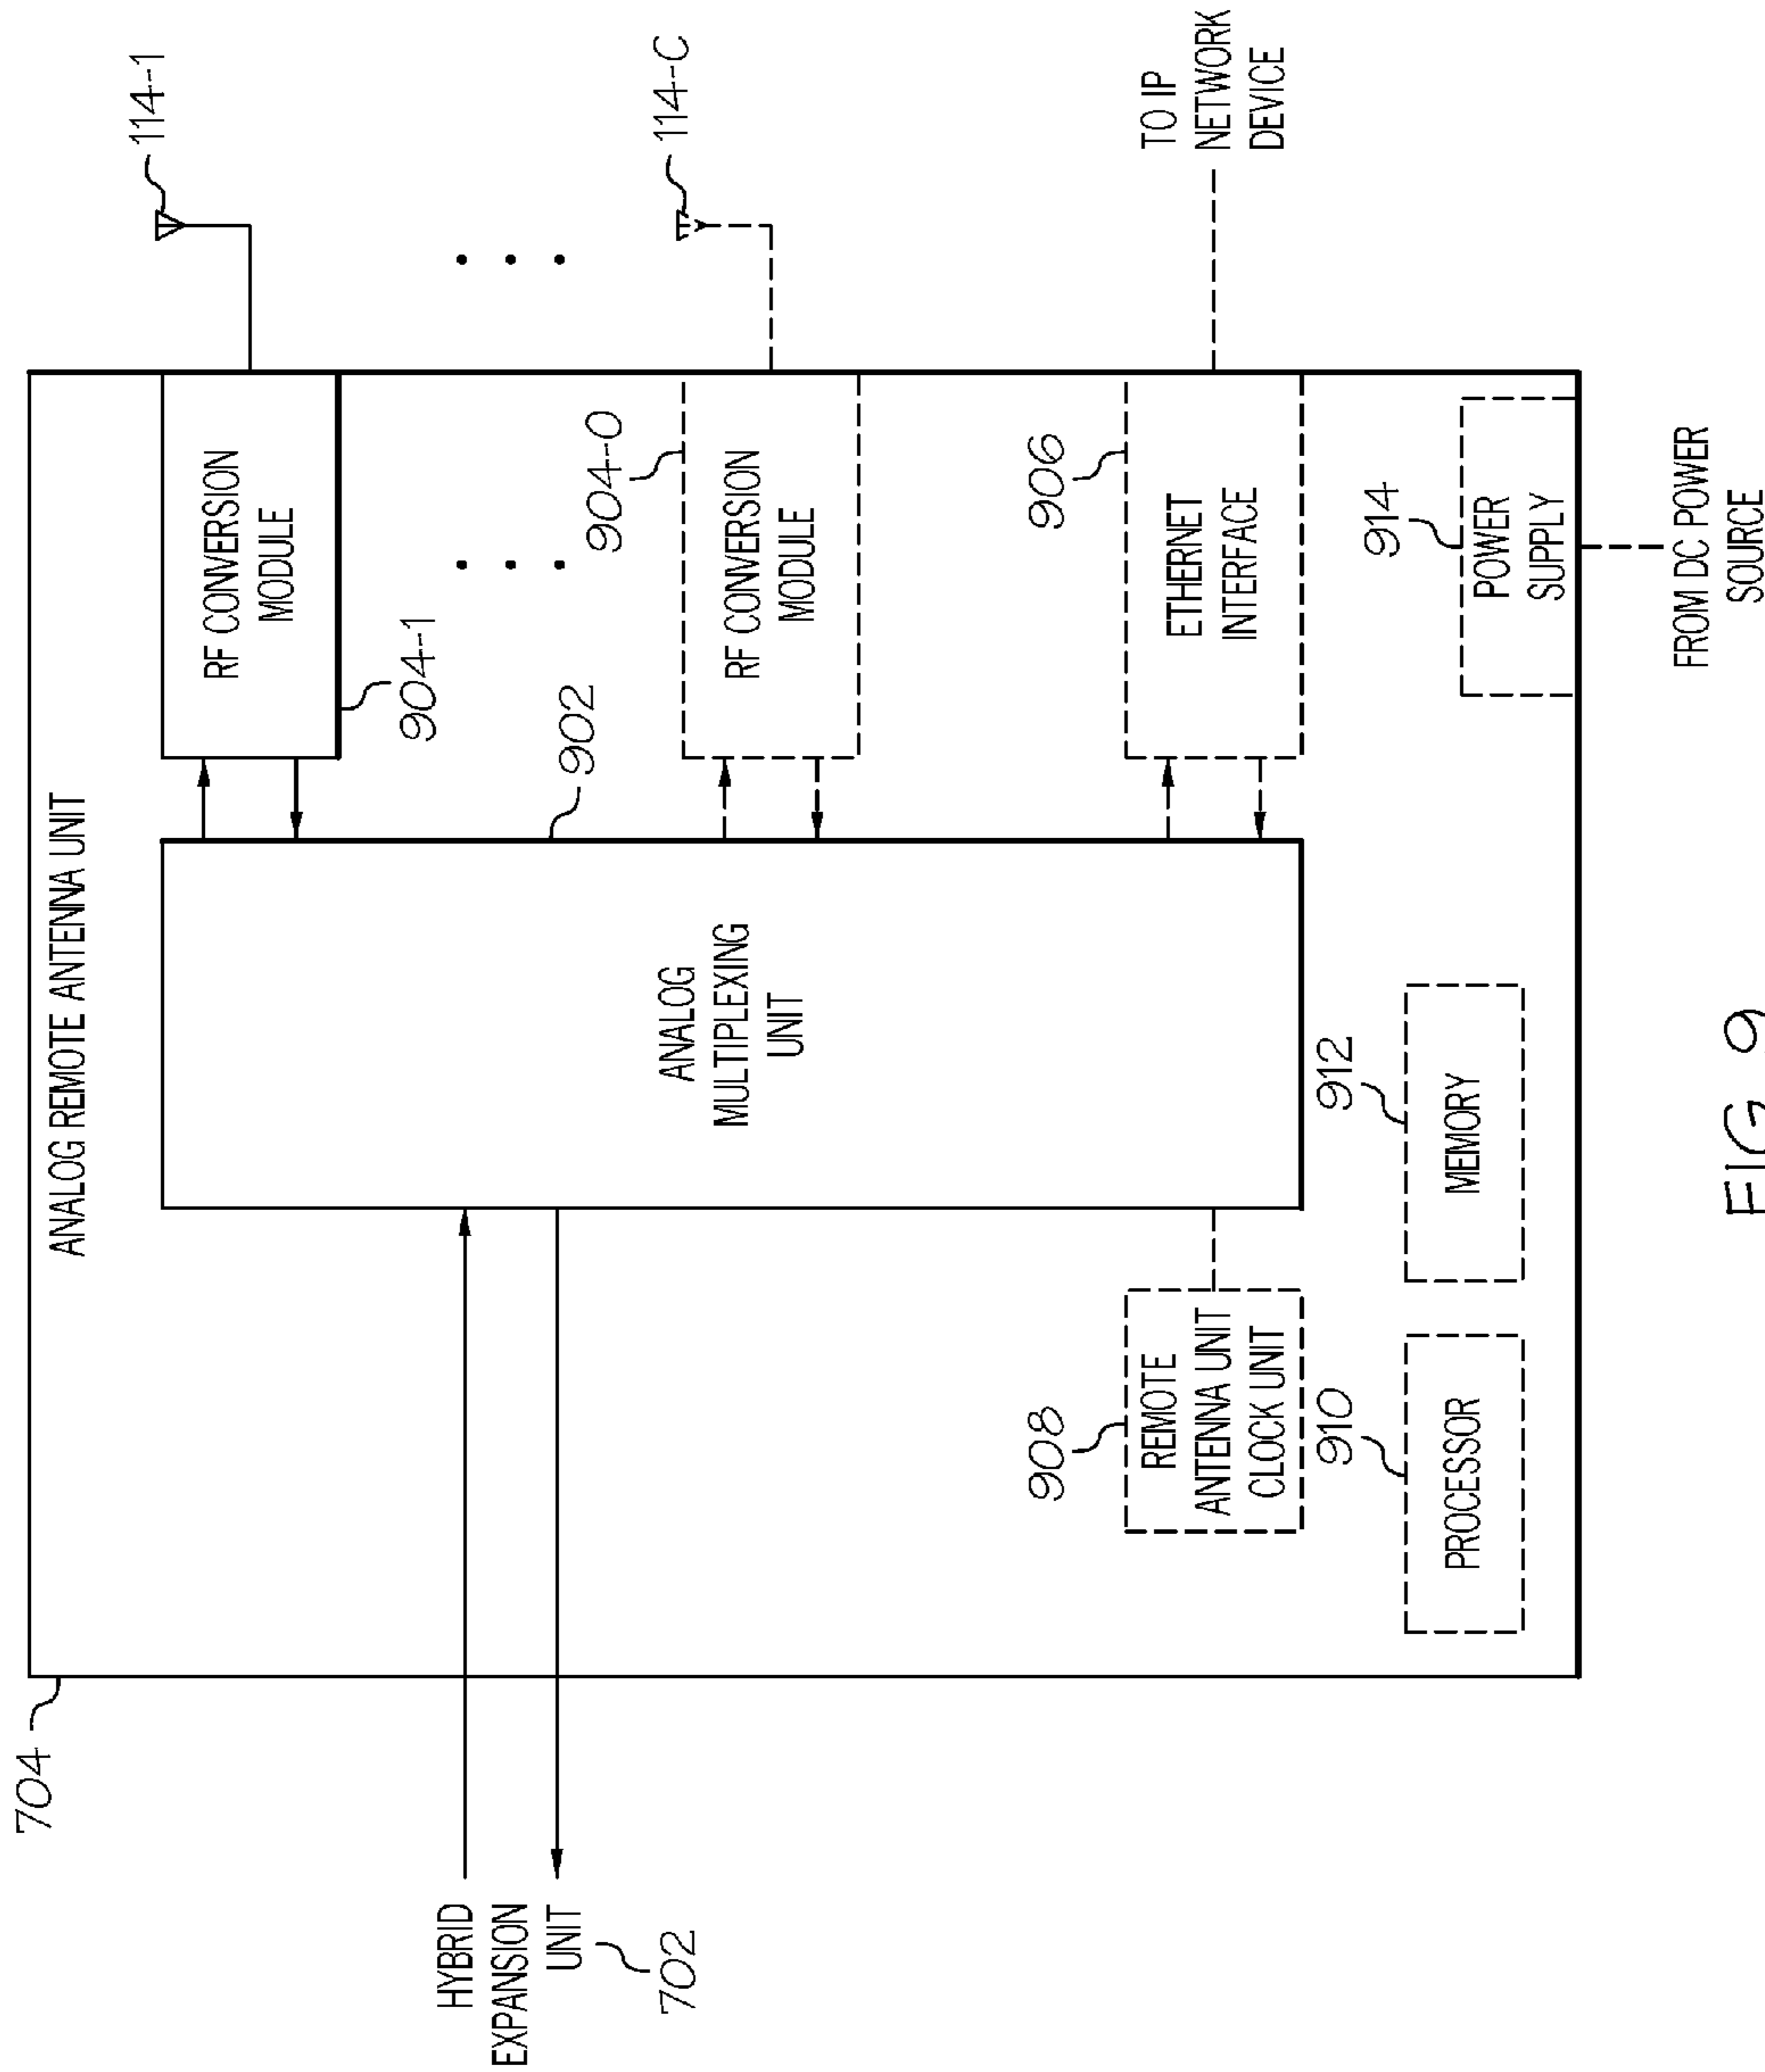 704
ANALOG REMOTE ANTENNA UNIT
114-1
RF CONVERSION
MODULE
904-1
HYBRID
EXPANSION
UNIT
702
ANALOG
MULTIPLEXING
UNIT
902
904-0
RF CONVERSION
MODULE
114-C
908
REMOTE
ANTENNA UNIT
CLOCK UNIT
906
ETHERNET
INTERFACE
TO IP
NETWORK
DEVICE
910
PROCESSOR
912
MEMORY
914
POWER
SUPPLY
FROM DC POWER
SOURCE
FIG 9